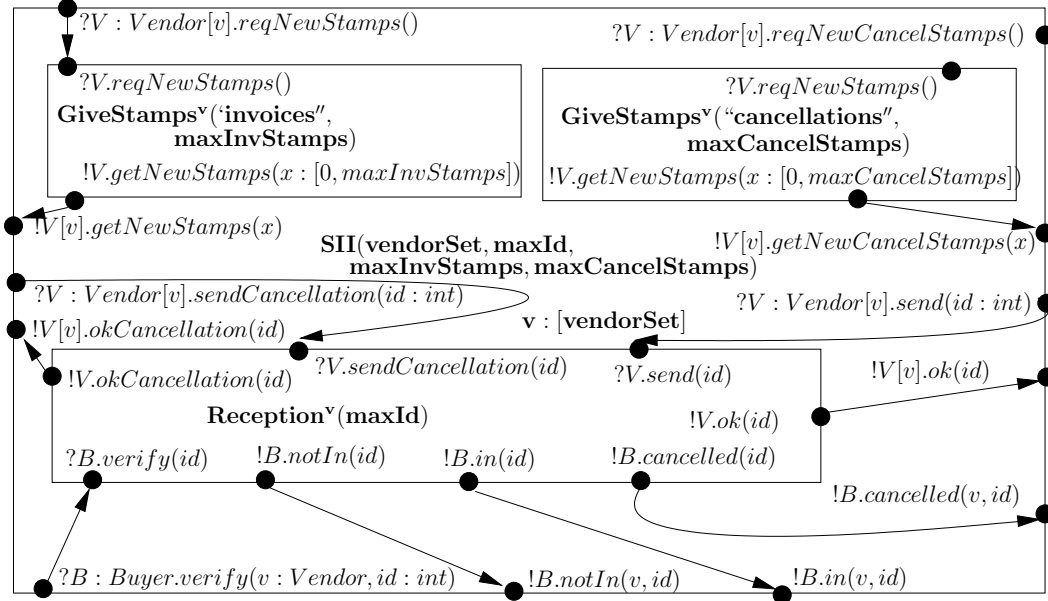 ?V : Vendor[v].reqNewStamps()
?V : Vendor[v].reqNewCancelStamps()
?V.reqNewStamps()
GiveStamps^v(‘invoices″,
maxInvStamps)
!V.getNewStamps(x : [0, maxInvStamps])
?V.reqNewStamps()
GiveStamps^v(“cancellations″,
maxCancelStamps)
!V.getNewStamps(x : [0, maxCancelStamps])
!V[v].getNewStamps(x)
!V[v].getNewCancelStamps(x)
SII(vendorSet, maxId,
maxInvStamps, maxCancelStamps)
?V : Vendor[v].sendCancellation(id : int)
?V : Vendor[v].send(id : int)
!V[v].okCancellation(id)
v : [vendorSet]
?V.sendCancellation(id)
?V.send(id)
!V.okCancellation(id)
!V[v].ok(id)
Reception^v(maxId)
!V.ok(id)
?B.verify(id)
!B.notIn(id)
!B.in(id)
!B.cancelled(id)
!B.cancelled(v, id)
?B : Buyer.verify(v : Vendor, id : int)
!B.notIn(v, id)
!B.in(v, id)